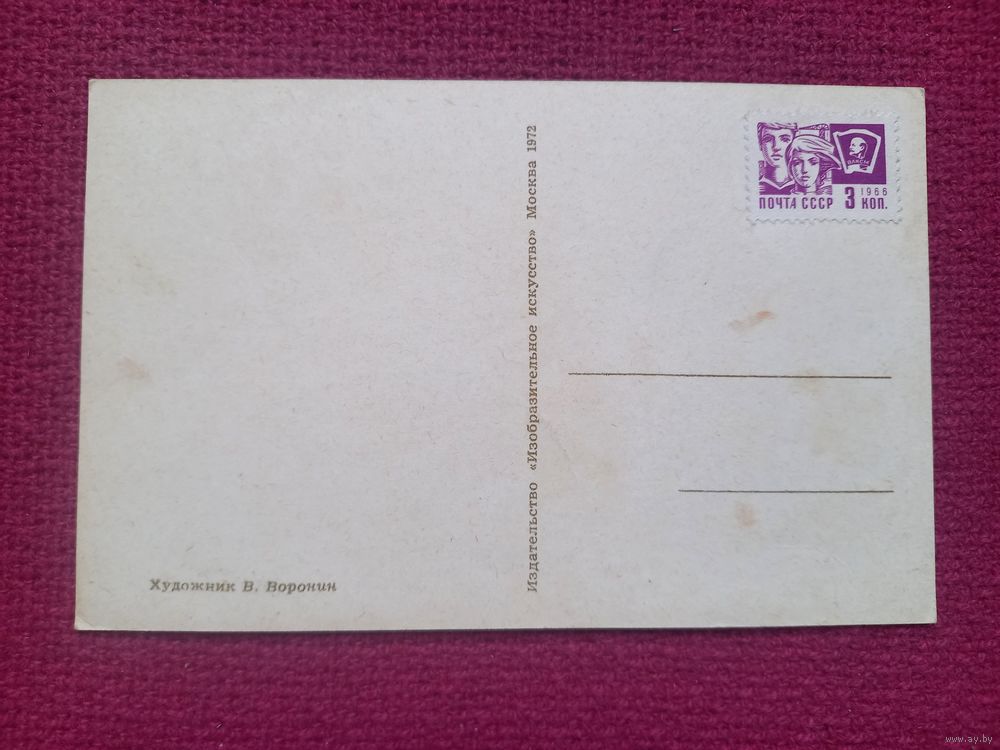 ВЛКСМ
1966
ПОЧТА СССР 3 КОП.
Издательство «Изобразительное искусство» Москва 1972
Художник В. Воронин
www.ay.by